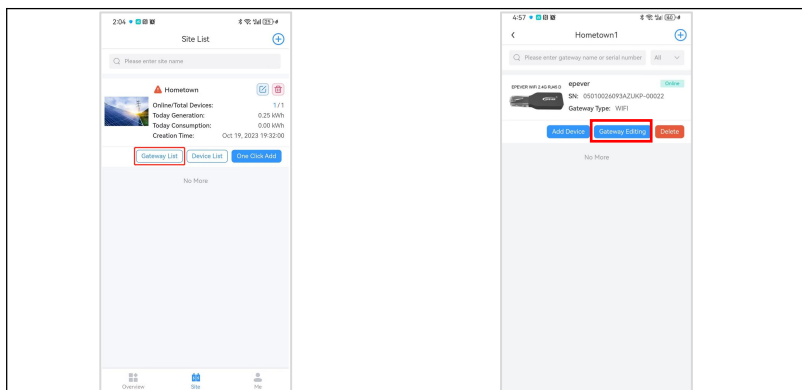 2:04
Site List
Please enter site name
Hometown
Online/Total Devices: 1/1
Today Generation: 0.25 kWh
Today Consumption: 0.00 kWh
Creation Time: Oct 19, 2023 19:32:00
Gateway List Device List One Click Add
No More
Overview Site Me
4:57
Hometown1
Please enter gateway name or serial number All
EPEVER WIFI 2.4G RJ45 D epever Online
SN: 05010026093AZUKP-00022
Gateway Type: WIFI
Add Device Gateway Editing Delete
No More